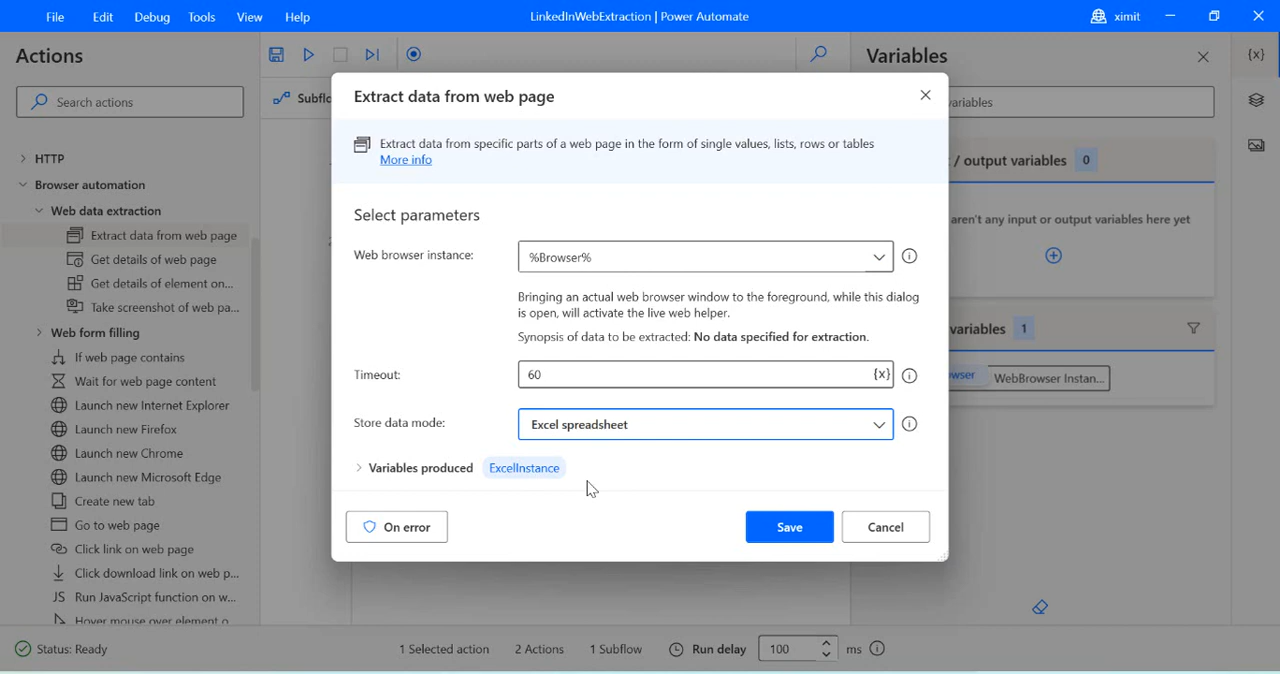 File Edit Debug Tools View Help
LinkedInWebExtraction | Power Automate
ximit
Actions
Search actions
HTTP
Browser automation
Web data extraction
Extract data from web page
Get details of web page
Get details of element on...
Take screenshot of web pa...
Web form filling
If web page contains
Wait for web page content
Launch new Internet Explorer
Launch new Firefox
Launch new Chrome
Launch new Microsoft Edge
Create new tab
Go to web page
Click link on web page
Click download link on web p...
JS Run JavaScript function on w...
Hover mouse over element o
Subflo
Extract data from web page
Extract data from specific parts of a web page in the form of single values, lists, rows or tables
More info
Select parameters
Web browser instance: %Browser%
Bringing an actual web browser window to the foreground, while this dialog
is open, will activate the live web helper.
Synopsis of data to be extracted: No data specified for extraction.
Timeout: 60 {x}
Store data mode: Excel spreadsheet
Variables produced ExcelInstance
On error
Save
Cancel
Variables
{x}
variables
/ output variables 0
aren't any input or output variables here yet
variables 1
wser WebBrowser Instan...
Status: Ready
1 Selected action
2 Actions
1 Subflow
Run delay 100 ms